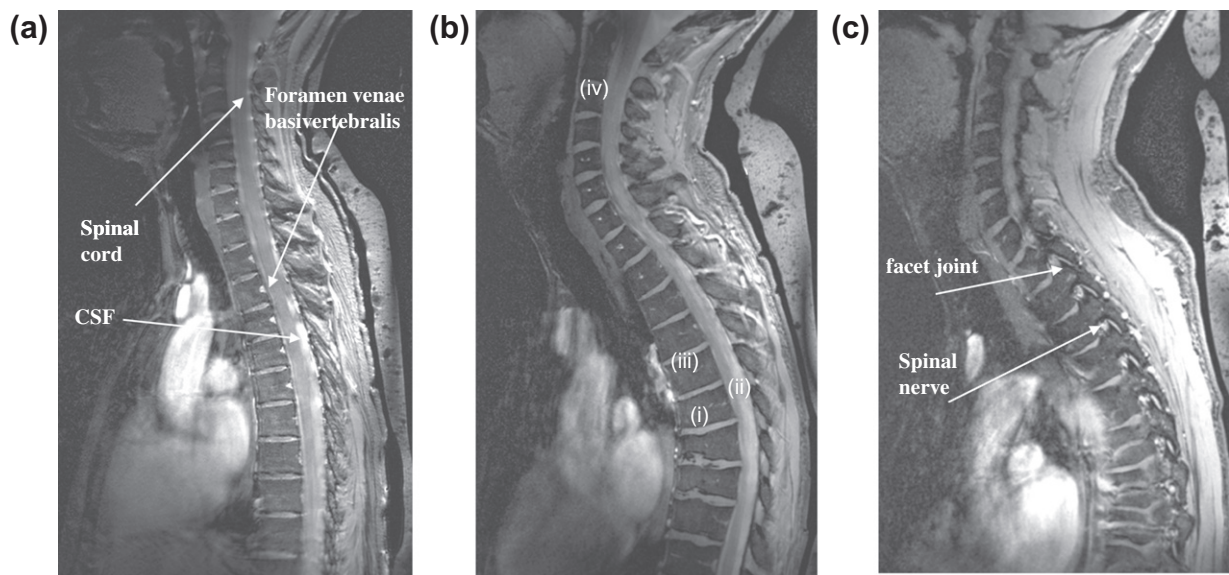 (a)
Foramen venae
basivertebralis
Spinal
cord
CSF
(b)
(iv)
(iii)
(ii)
(i)
(c)
facet joint
Spinal
nerve